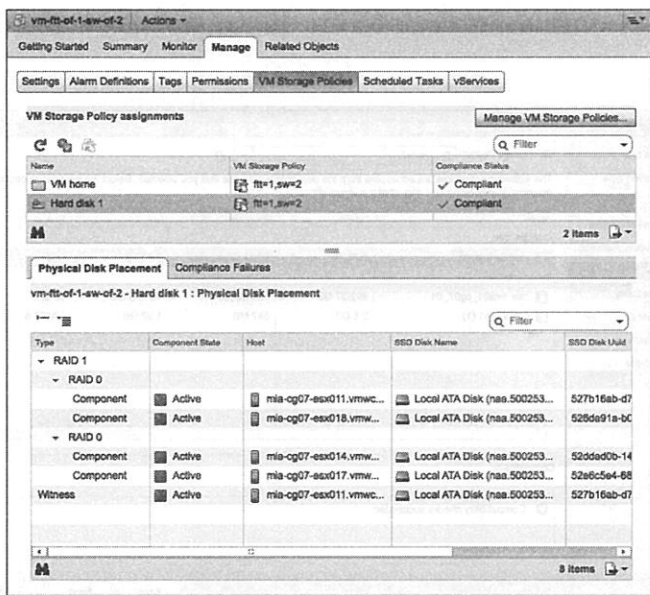 vm-ftt-of-1-sw-of-2 Actions
Getting Started Summary Monitor Manage Related Objects
Settings Alarm Definitions Tags Permissions VM Storage Policies Scheduled Tasks vServices
VM Storage Policy assignments Manage VM Storage Policies...
Filter
Name VM Storage Policy Compliance Status
VM home ftt=1,sw=2 Compliant
Hard disk 1 ftt=1,sw=2 Compliant
2 items
Physical Disk Placement Compliance Failures
vm-ftt-of-1-sw-of-2 - Hard disk 1 : Physical Disk Placement
Filter
Type Component State Host SSD Disk Name SSD Disk Uuid
RAID 1
RAID 0
Component Active mia-cg07-esx011.vmwc... Local ATA Disk (naa.500253... 527b16ab-d7
Component Active mia-cg07-esx018.vmw... Local ATA Disk (naa.500253...
RAID 0
Component Active mia-cg07-esx014.vmw... Local ATA Disk (naa.500253... 52dded0b-14
Component Active mia-cg07-esx017.vmw... Local ATA Disk (naa.500253... 52e6c5e4-68
Witness Active mia-cg07-esx011.vmwc... Local ATA Disk (naa.500253... 527b16ab-d7
8 items